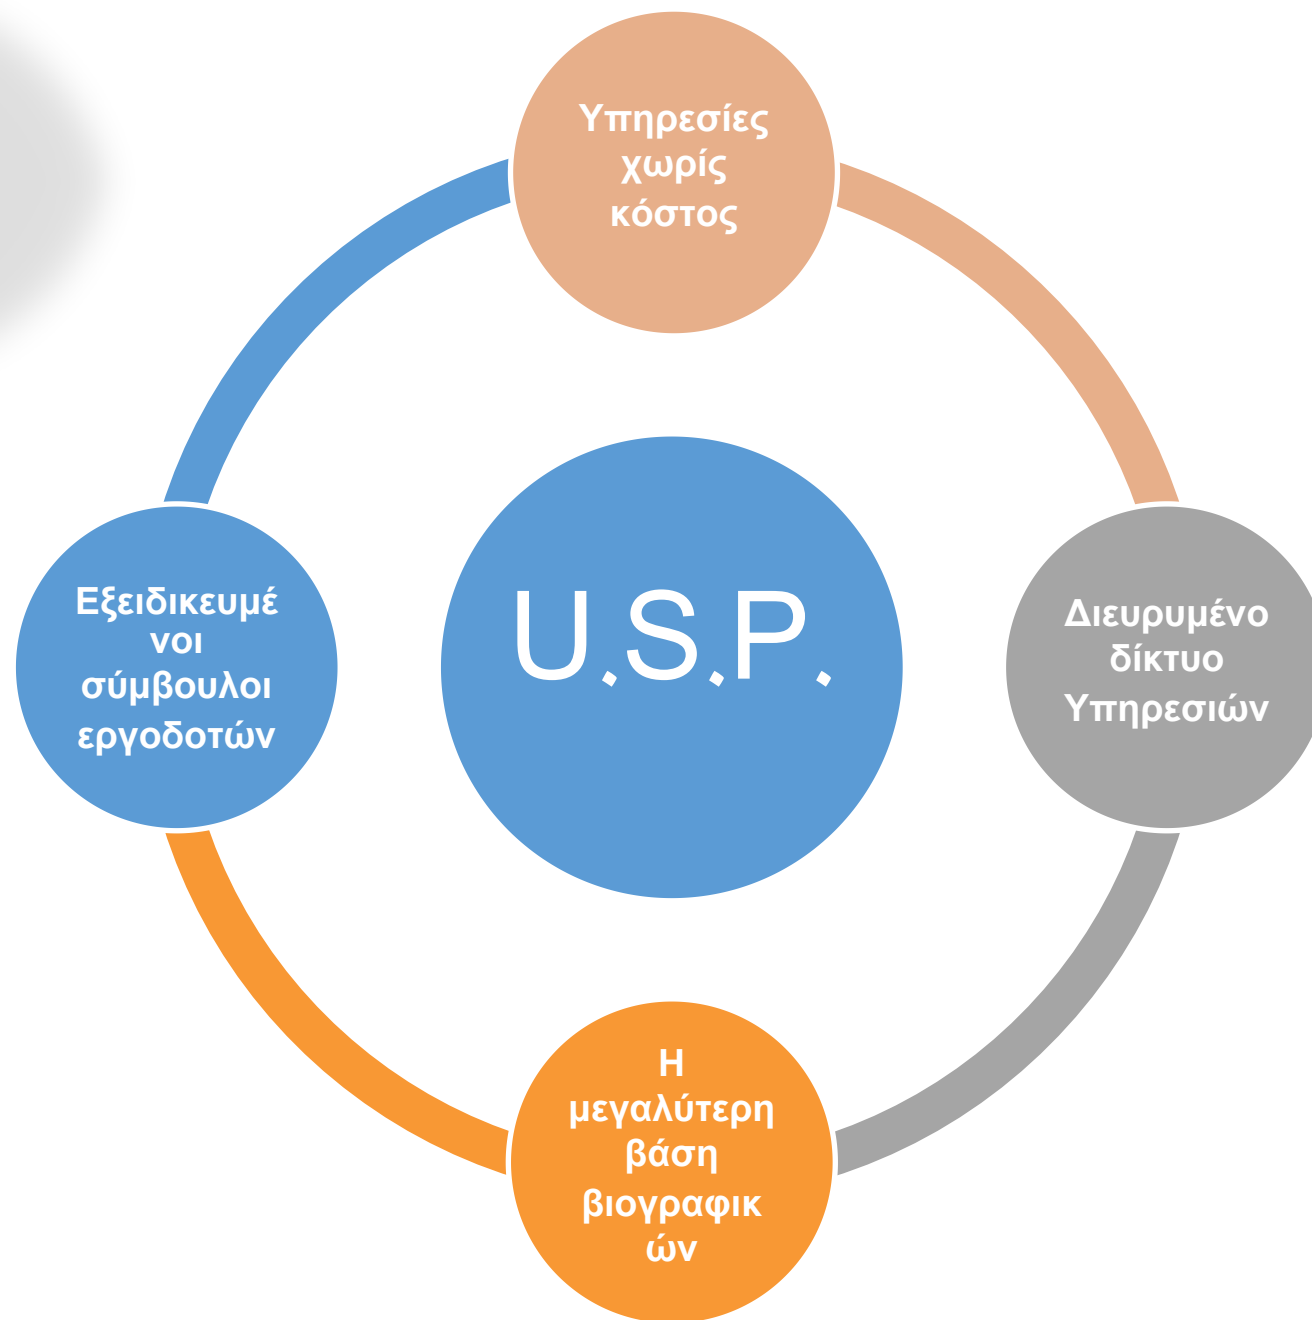 Υπηρεσίες
χωρίς
κόστος
Εξειδικευμέ
νοι
σύμβουλοι
εργοδοτών
U.S.P.
Διευρυμένο
δίκτυο
Υπηρεσιών
Η
μεγαλύτερη
βάση
βιογραφικ
ών